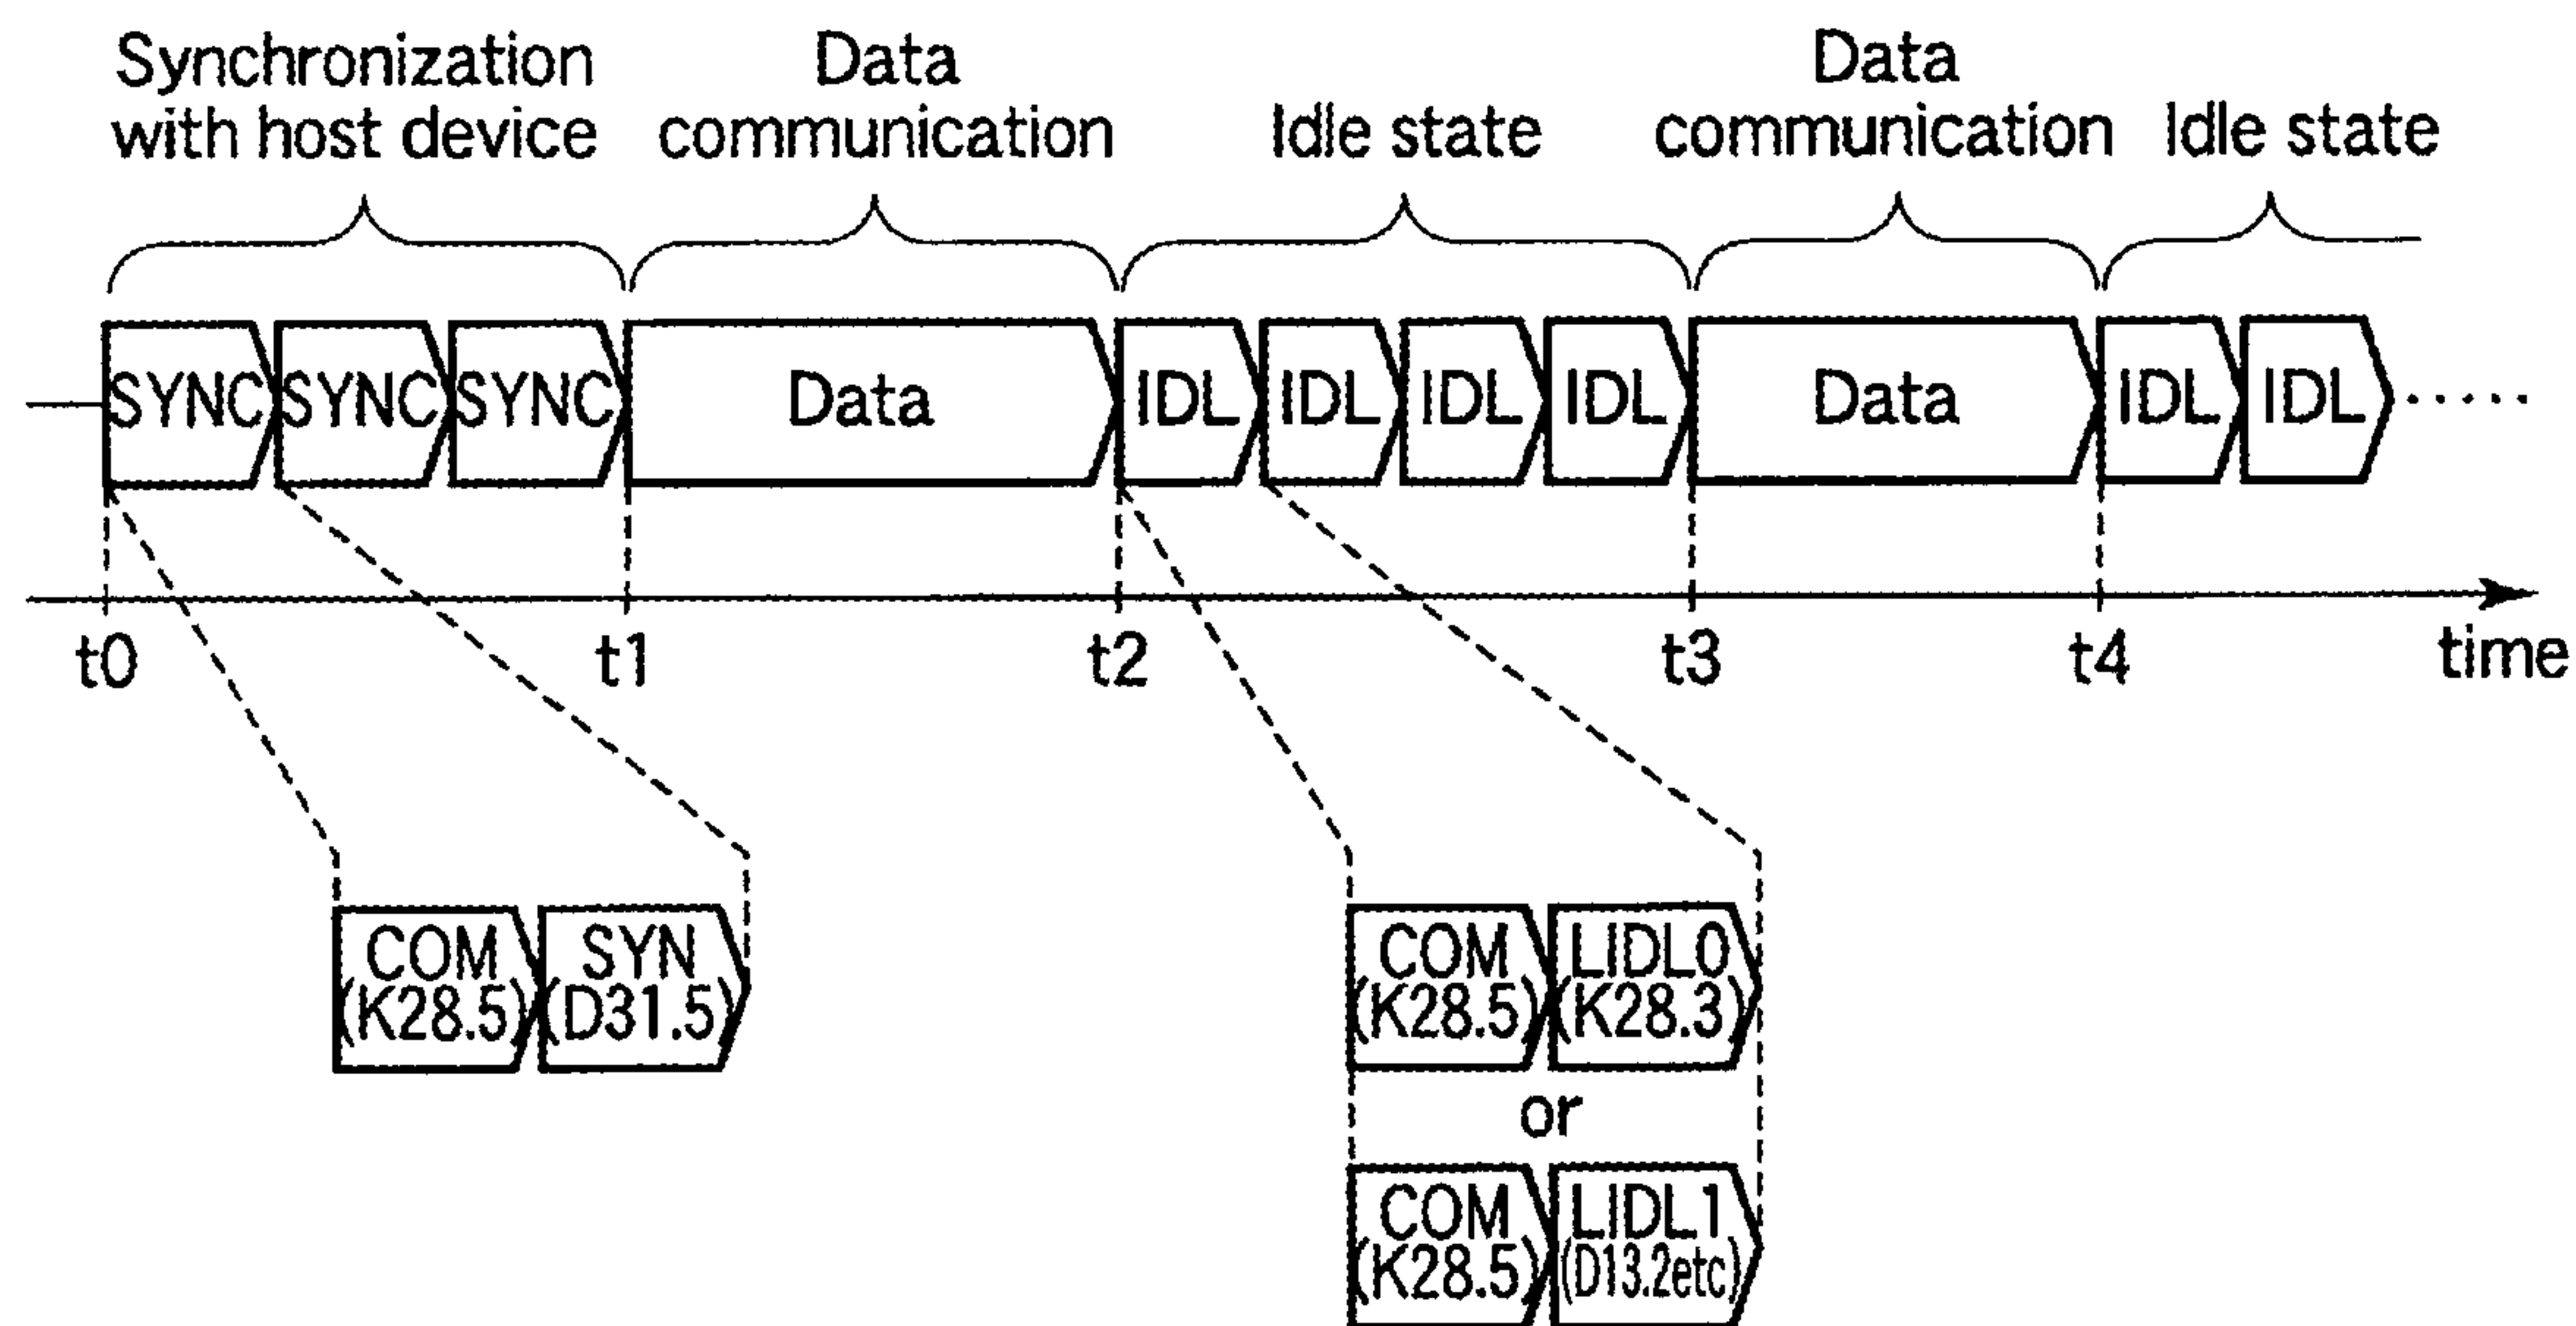 Synchronization
with host device
Data
communication
Idle state
Data
communication
Idle state
SYNC SYNC SYNC Data IDL IDL IDL IDL Data IDL IDL .....
t0 t1 t2 t3 t4 time
COM
(K28.5)
SYN
(D31.5)
COM
(K28.5)
LIDL0
(K28.3)
or
COM
(K28.5)
LIDL1
(D13.2etc)